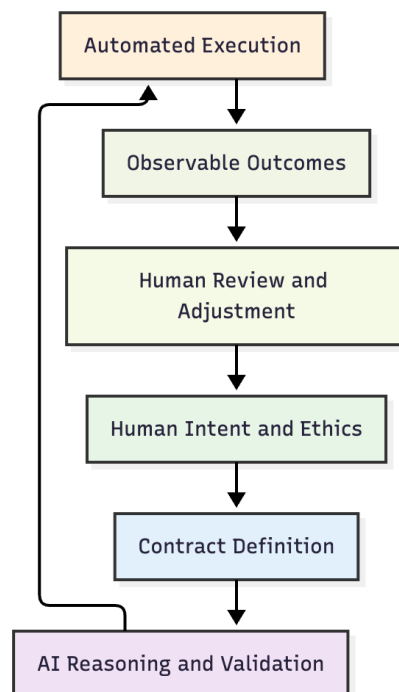 Automated Execution
Observable Outcomes
Human Review and
Adjustment
Human Intent and Ethics
Contract Definition
AI Reasoning and Validation